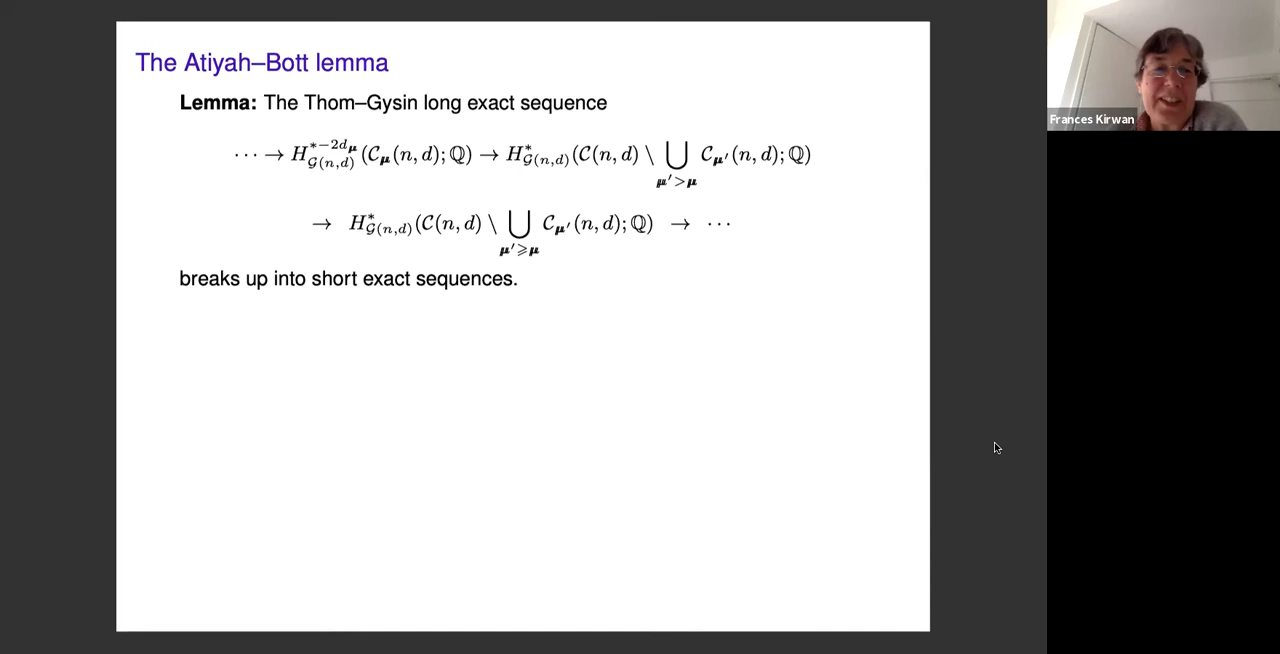 The Atiyah–Bott lemma
Lemma: The Thom–Gysin long exact sequence
⋯ → H^{*−2d_μ}_{𝒢(n,d)}(𝒞_μ(n, d); ℚ) → H^*_{𝒢(n,d)}(𝒞(n, d) \ ⋃_{μ′>μ} 𝒞_{μ′}(n, d); ℚ)
→ H^*_{𝒢(n,d)}(𝒞(n, d) \ ⋃_{μ′⩾μ} 𝒞_{μ′}(n, d); ℚ) → ⋯
breaks up into short exact sequences.
Frances Kirwan